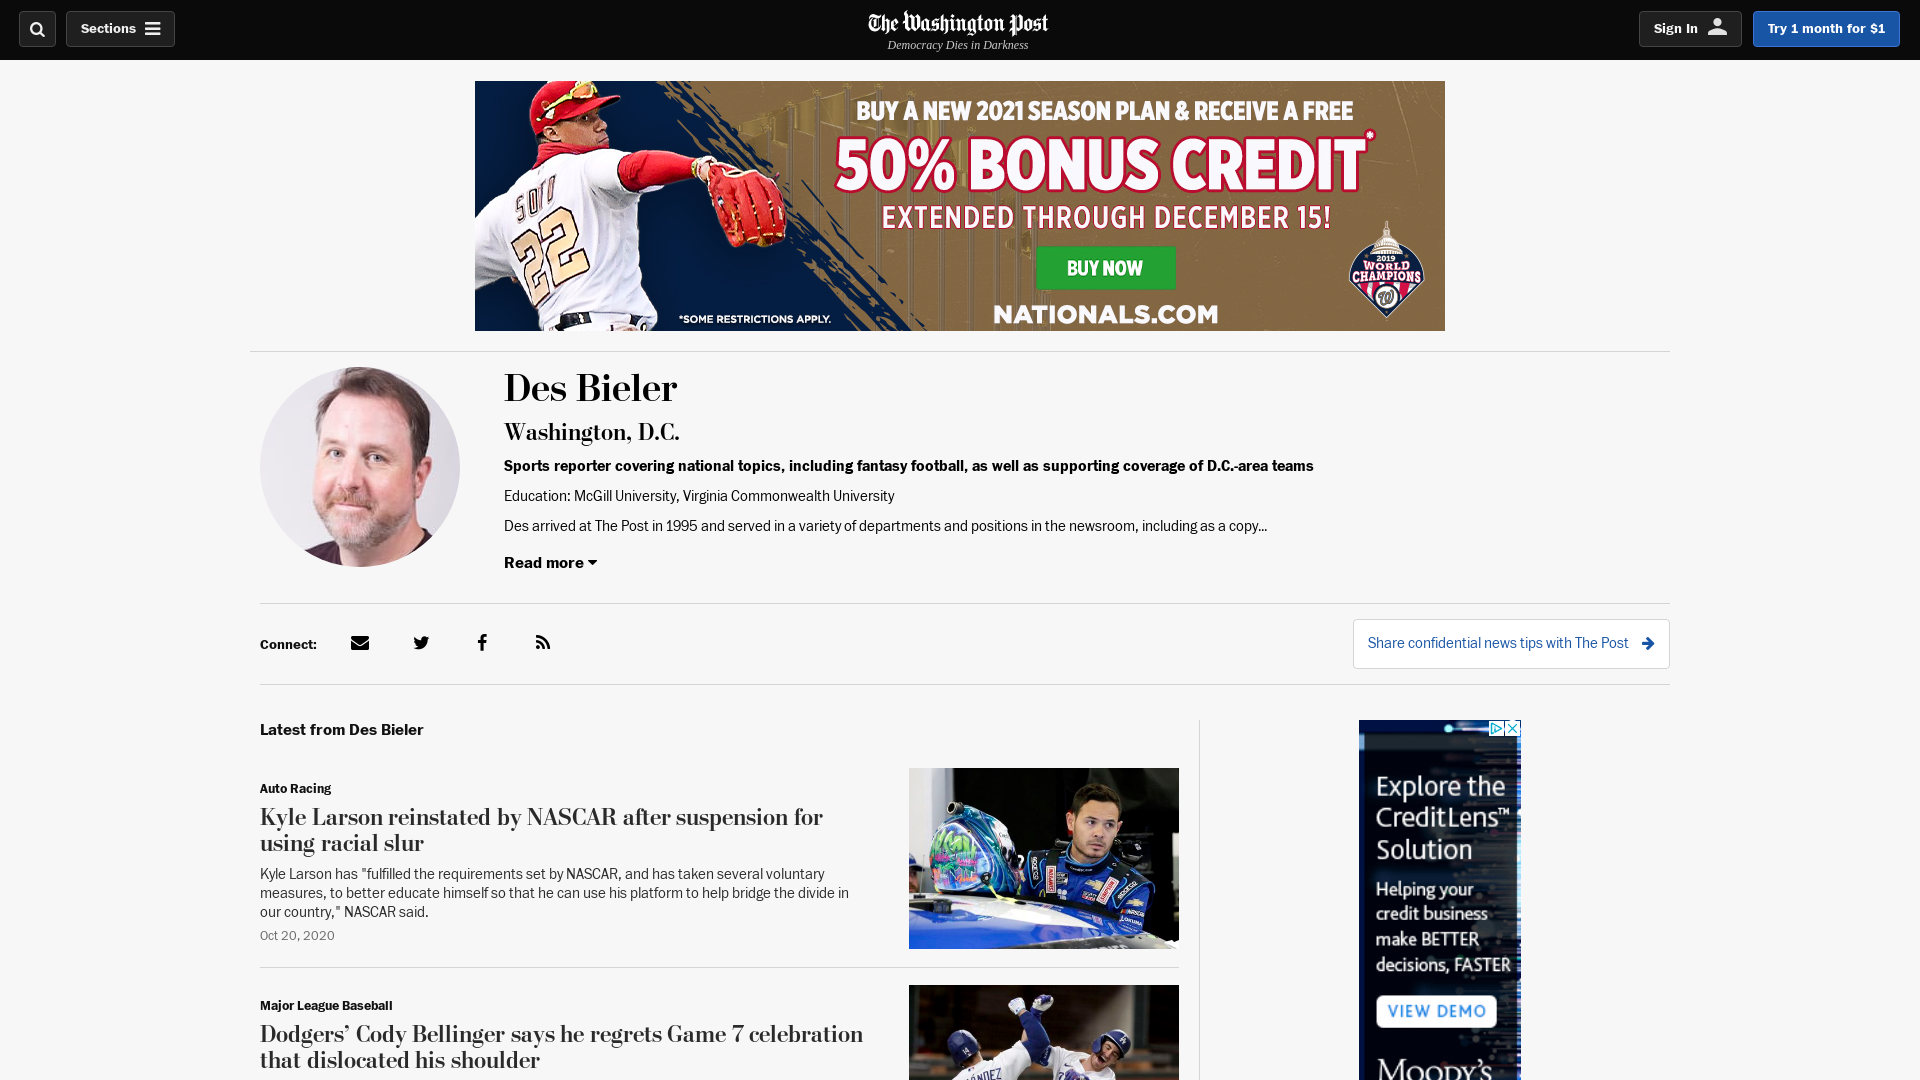 Sections
The Washington Post
Democracy Dies in Darkness
Sign In
Try 1 month for $1
BUY A NEW 2021 SEASON PLAN & RECEIVE A FREE
50% BONUS CREDIT*
EXTENDED THROUGH DECEMBER 15!
BUY NOW
NATIONALS.COM
*SOME RESTRICTIONS APPLY.
SOTO
22
2019
WORLD
CHAMPIONS
W
Des Bieler
Washington, D.C.
Sports reporter covering national topics, including fantasy football, as well as supporting coverage of D.C.-area teams
Education: McGill University, Virginia Commonwealth University
Des arrived at The Post in 1995 and served in a variety of departments and positions in the newsroom, including as a copy...
Read more
Connect:
Share confidential news tips with The Post
Latest from Des Bieler
Auto Racing
Kyle Larson reinstated by NASCAR after suspension for
using racial slur
Kyle Larson has "fulfilled the requirements set by NASCAR, and has taken several voluntary
measures, to better educate himself so that he can use his platform to help bridge the divide in
our country," NASCAR said.
Oct 20, 2020
Major League Baseball
Dodgers’ Cody Bellinger says he regrets Game 7 celebration
that dislocated his shoulder
Explore the
CreditLens™
Solution
Helping your
credit business
make BETTER
decisions, FASTER
VIEW DEMO
Moody's